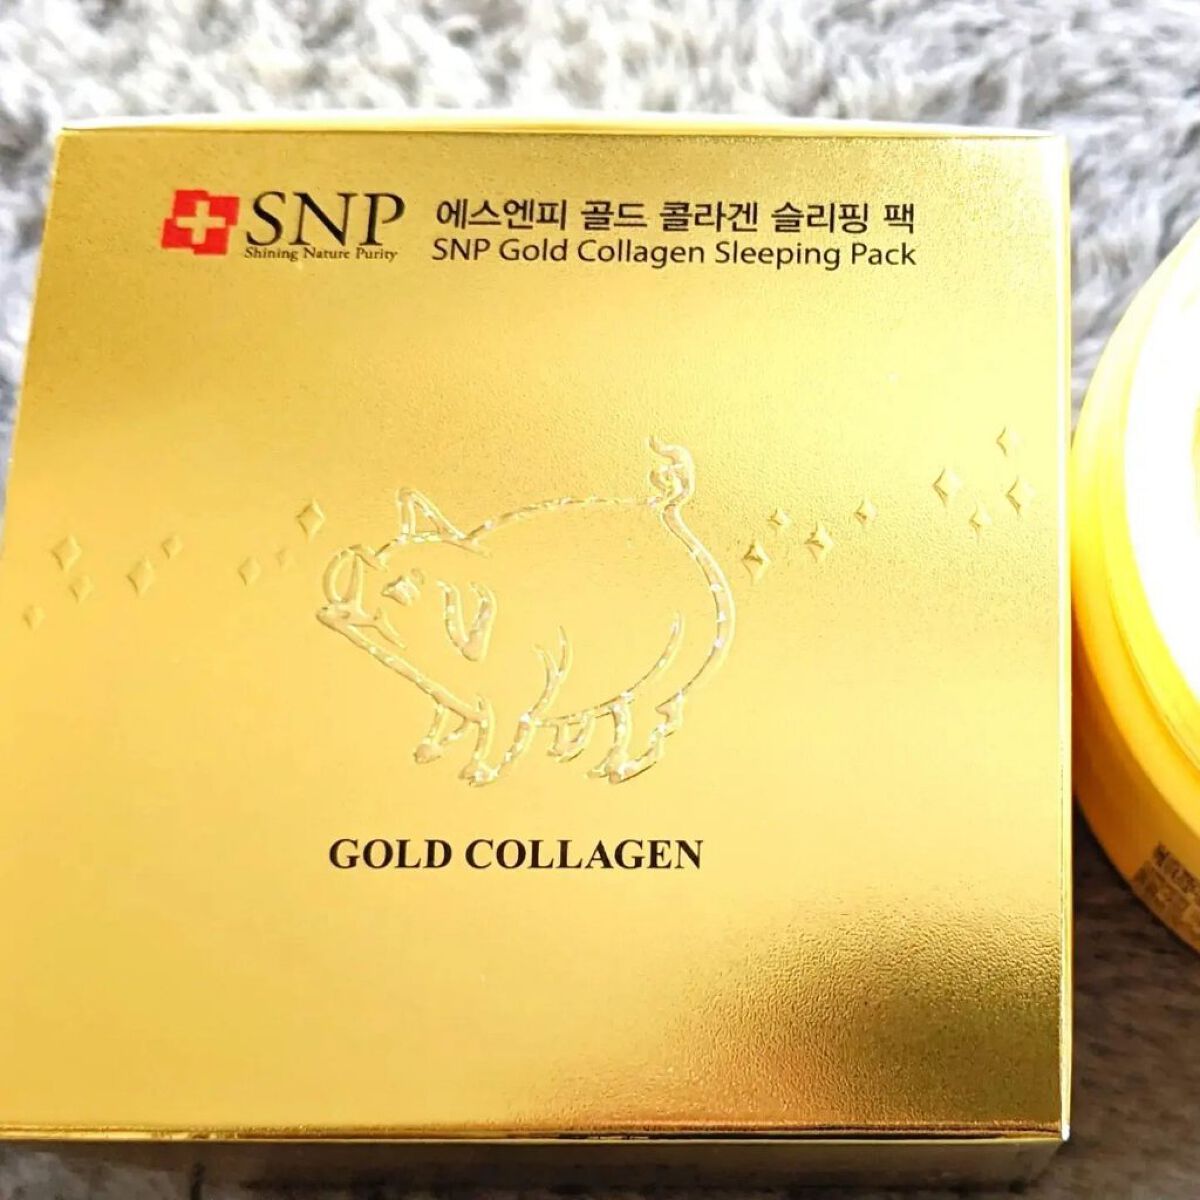 SNP
Shining Nature Purity
에스엔피 골드 콜라겐 슬리핑 팩
SNP Gold Collagen Sleeping Pack
GOLD COLLAGEN